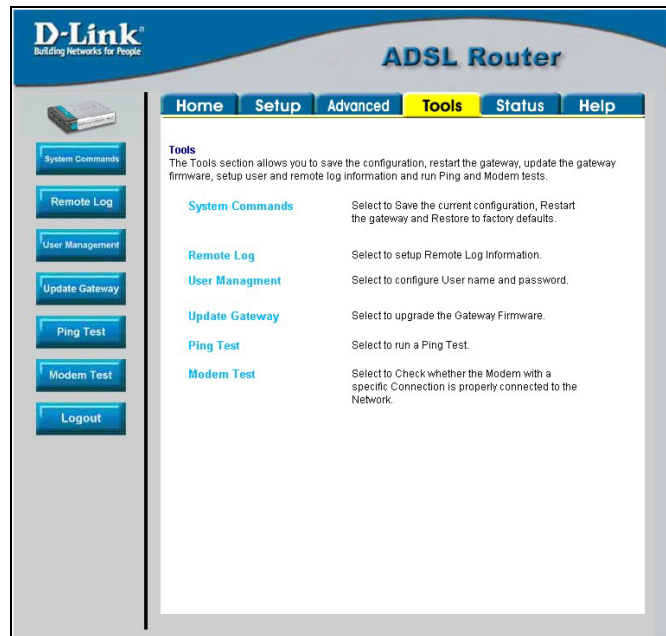 D-Link®
Building Networks for People
ADSL Router
Home Setup Advanced Tools Status Help
System Commands
Remote Log
User Management
Update Gateway
Ping Test
Modem Test
Logout
Tools
The Tools section allows you to save the configuration, restart the gateway, update the gateway
firmware, setup user and remote log information and run Ping and Modem tests.
System Commands Select to Save the current configuration, Restart
the gateway and Restore to factory defaults.
Remote Log Select to setup Remote Log Information.
User Managment Select to configure User name and password.
Update Gateway Select to upgrade the Gateway Firmware.
Ping Test Select to run a Ping Test.
Modem Test Select to Check whether the Modem with a
specific Connection is properly connected to the
Network.